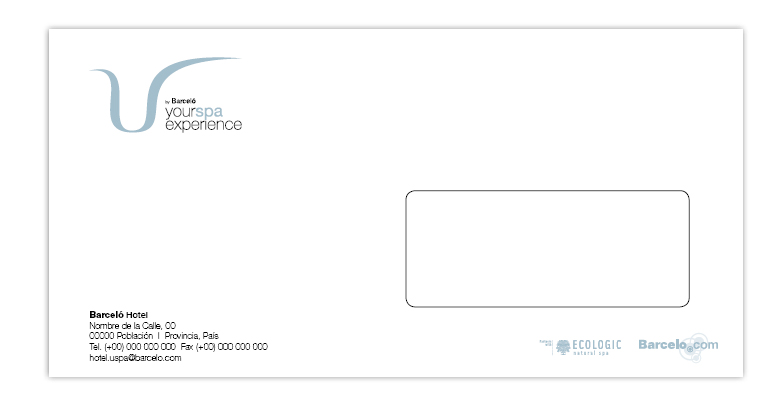 by Barceló
yourspa
experience
Barceló Hotel
Nombre de la Calle, 00
00000 Población | Provincia, País
Tel. (+00) 000 000 000 Fax (+00) 000 000 000
hotel.uspa@barcelo.com
ECOLOGIC
natural spa
Barcelo.com